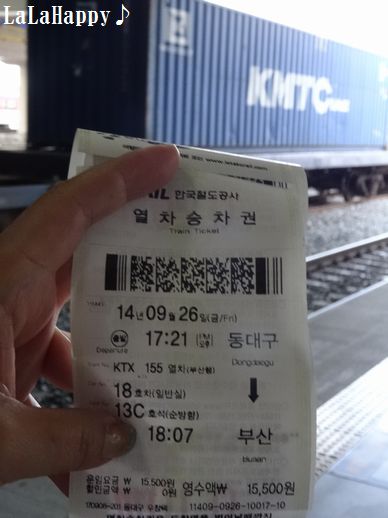 LaLaHappy♪
KMTC
한국철도공사
열차승차권
Train Ticket
14년09월26일(금/Fri)
출발 17:21 동대구
Departure Dongdaegu
KTX 155 열차(부산행)
18호차(일반실)
13C호석(순방향)
18:07 부산
Busan
운임요금 ₩ 15,500원 영수액₩ 15,500원
할인금액 ₩ 0원
11409-0926-10017-10